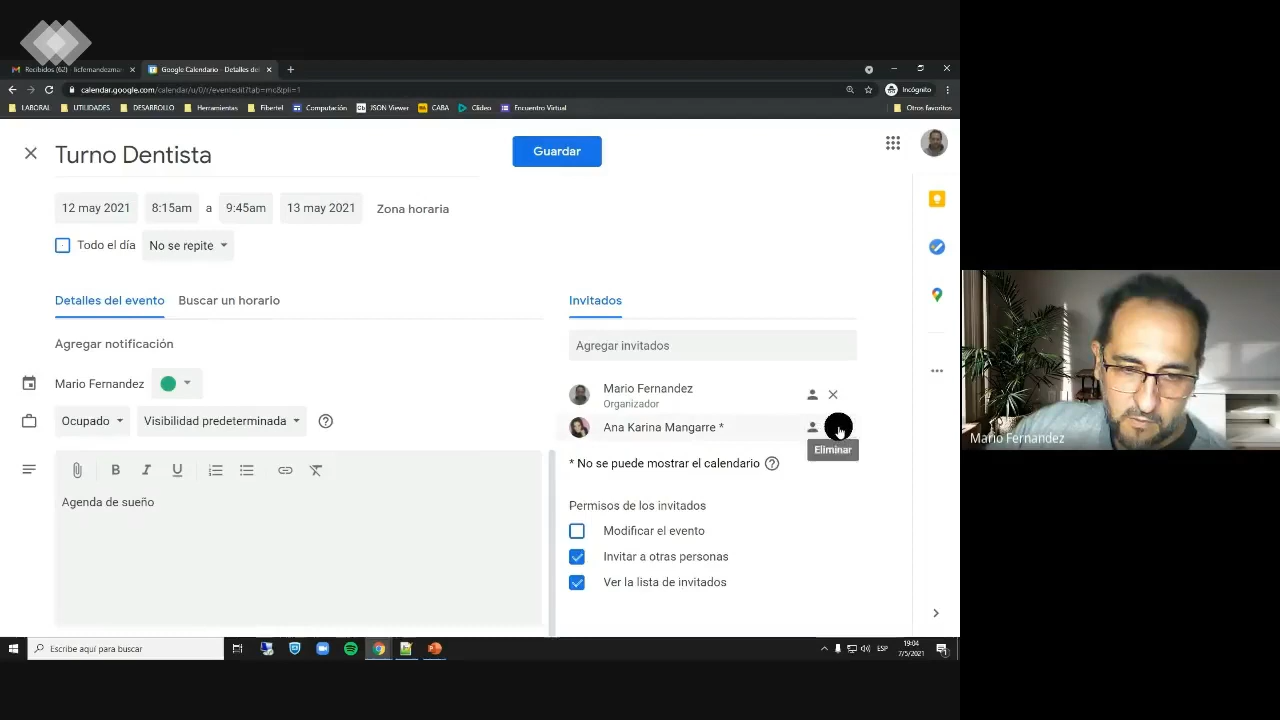 Recibidos (62) - licfernandezmar
Google Calendario - Detalles del
calendar.google.com/calendar/u/0/r/eventedit?tab=mc&pli=1
Incógnito
LABORAL
UTILIDADES
DESARROLLO
Herramientas
Fibertel
Computación
JSON Viewer
CABA
Clideo
Encuentro Virtual
Otros favoritos
Turno Dentista
Guardar
12 may 2021
8:15am
a
9:45am
13 may 2021
Zona horaria
Todo el día
No se repite
Detalles del evento
Buscar un horario
Invitados
Agregar notificación
Agregar invitados
Mario Fernandez
Mario Fernandez
Organizador
Ocupado
Visibilidad predeterminada
Ana Karina Mangarre *
Eliminar
* No se puede mostrar el calendario
B I U
Agenda de sueño
Permisos de los invitados
Modificar el evento
Invitar a otras personas
Ver la lista de invitados
Mario Fernandez
Escribe aquí para buscar
ESP
19:04
7/5/2021